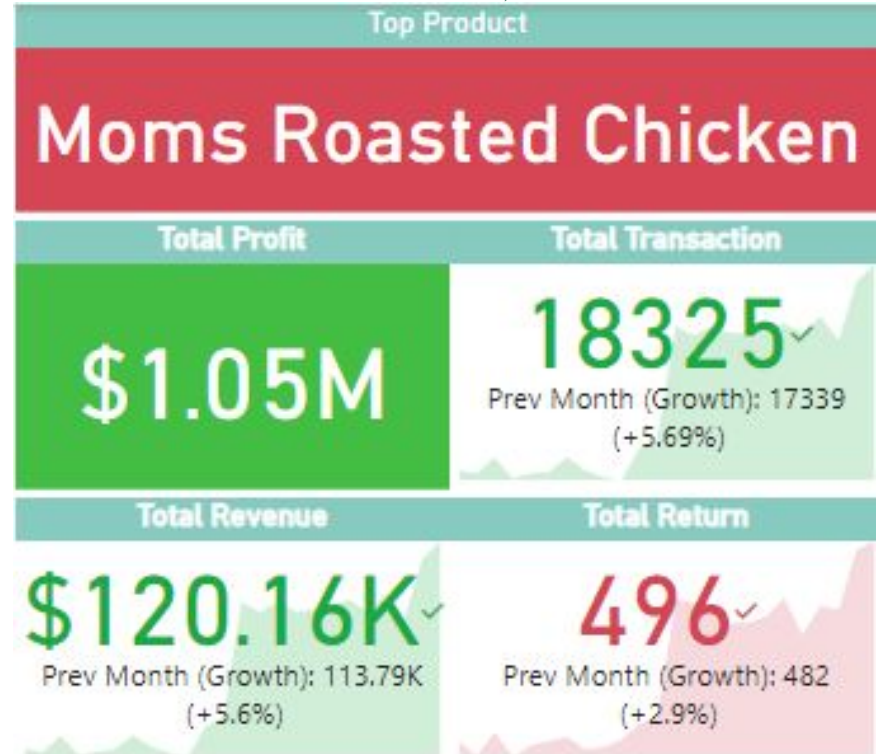 Top Product
Moms Roasted Chicken
Total Profit
Total Transaction
$1.05M
18325
Prev Month (Growth): 17339
(+5.69%)
Total Revenue
Total Return
$120.16K
Prev Month (Growth): 113.79K
(+5.6%)
496
Prev Month (Growth): 482
(+2.9%)